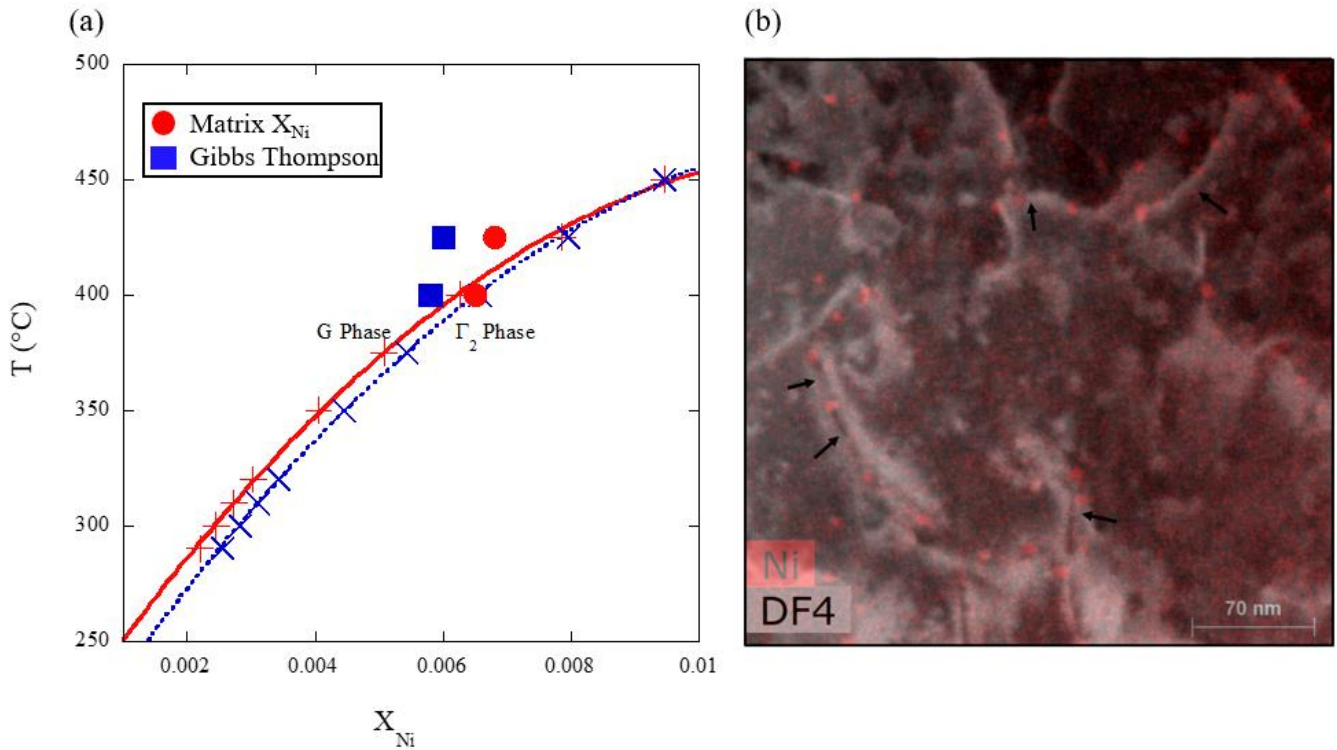 (a)
500
450
400
350
300
250
T (°C)
Matrix X_Ni
Gibbs Thompson
G Phase
Γ₂ Phase
0.002
0.004
0.006
0.008
0.01
X_Ni
(b)
Ni
DF4
70 nm